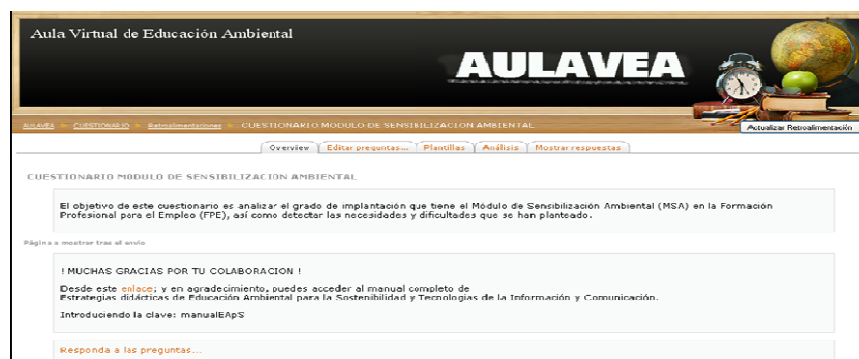 Aula Virtual de Educación Ambiental
AULAVEA
AULAVEA ► CUESTIONARIO ► Retroalimentaciones ► CUESTIONARIO MODULO DE SENSIBILIZACION AMBIENTAL
Actualizar Retroalimentación
Overview Editar preguntas... Plantillas Análisis Mostrar respuestas
CUESTIONARIO MODULO DE SENSIBILIZACION AMBIENTAL
El objetivo de este cuestionario es analizar el grado de implantación que tiene el Módulo de Sensibilización Ambiental (MSA) en la Formación
Profesional para el Empleo (FPE), así como detectar las necesidades y dificultades que se han planteado.
Página a mostrar tras el envío
! MUCHAS GRACIAS POR TU COLABORACION !
Desde este enlace; y en agradecimiento, puedes acceder al manual completo de
Estrategias didácticas de Educación Ambiental para la Sostenibilidad y Tecnologias de la Información y Comunicación.
Introduciendo la clave: manualEApS
Responda a las preguntas...